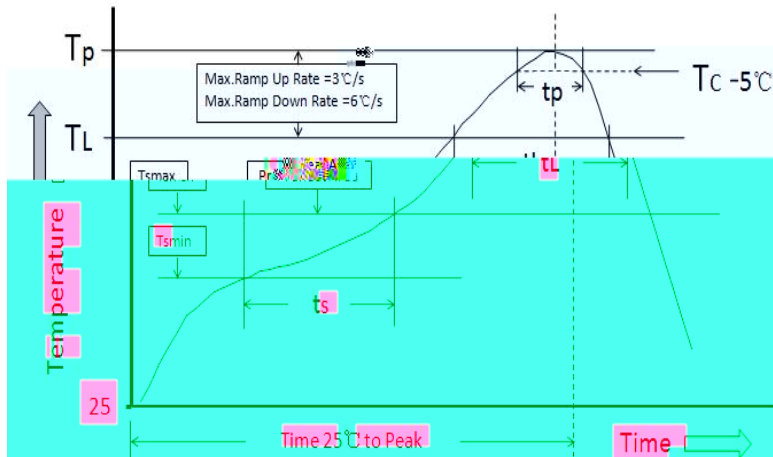 Tp
Max.Ramp Up Rate =3℃/s
Max.Ramp Down Rate =6℃/s
tp
TC -5℃
TL
Tsmax
tL
Tsmin
ts
Temperature
25
Time 25℃ to Peak
Time